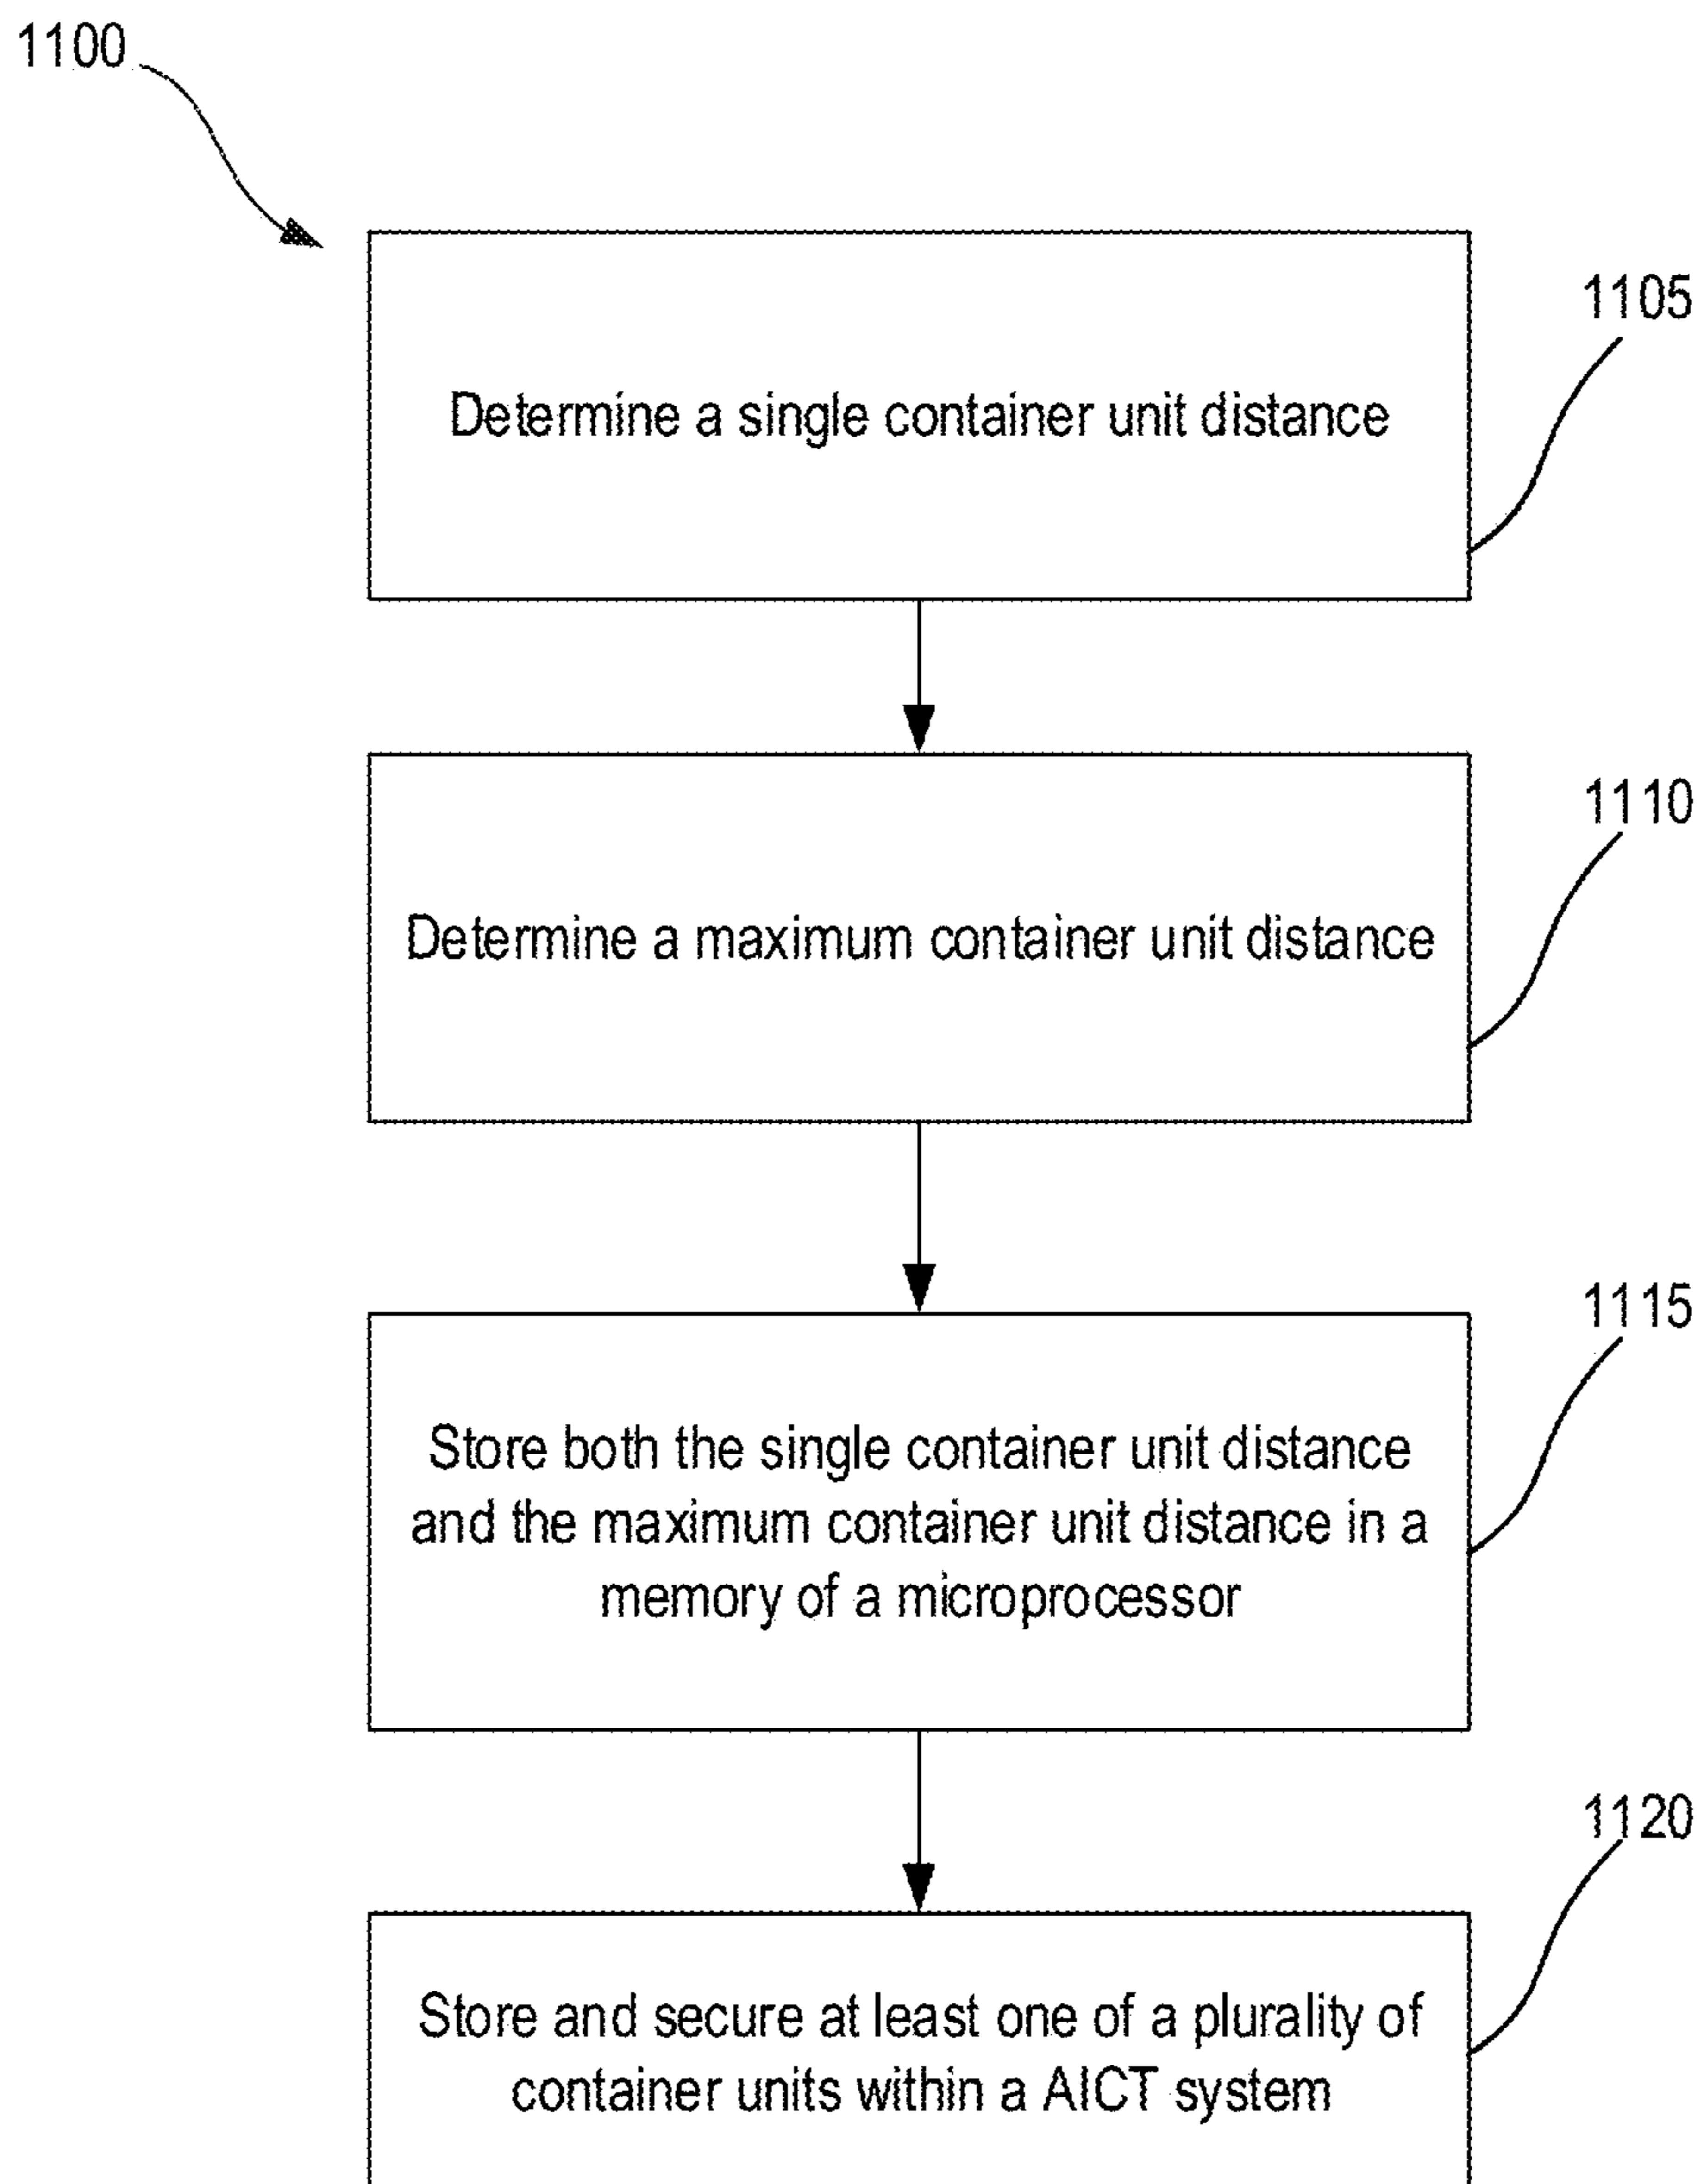 1100
1105
Determine a single container unit distance
1110
Determine a maximum container unit distance
1115
Store both the single container unit distance
and the maximum container unit distance in a
memory of a microprocessor
1120
Store and secure at least one of a plurality of
container units within a AICT system